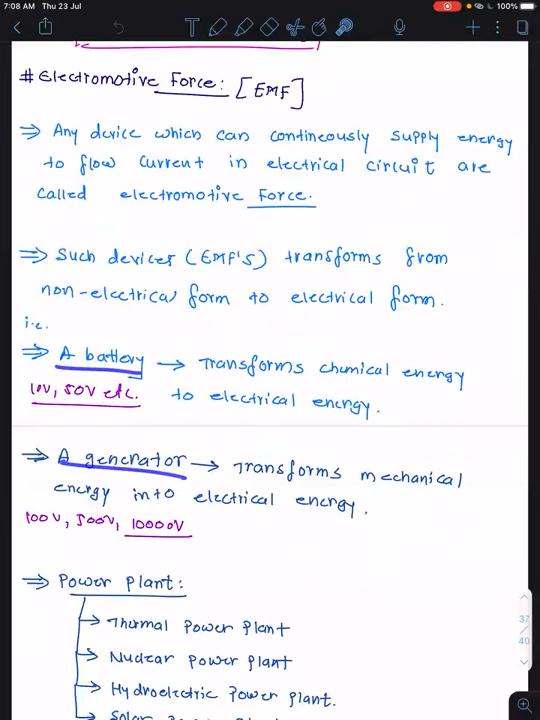 7:08 AM Thu 23 Jul
100%
# Electromotive Force: [EMF]
⇒ Any device which can contineously supply energy
to flow current in electrical circuit are
called electromotive Force.
⇒ Such devices (EMF'S) transforms from
non-electrical form to electrical form.
i.e.
⇒ A battery → Transforms chemical energy
10V, 50V etc. to electrical energy.
⇒ A generator → Transforms mechanical
energy into electrical energy.
100V, 500V, 10000V
⇒ Power Plant:
→ Thermal Power Plant
→ Nuclear power plant
→ Hydroelectric Power plant.
→ Solar
37
/
40